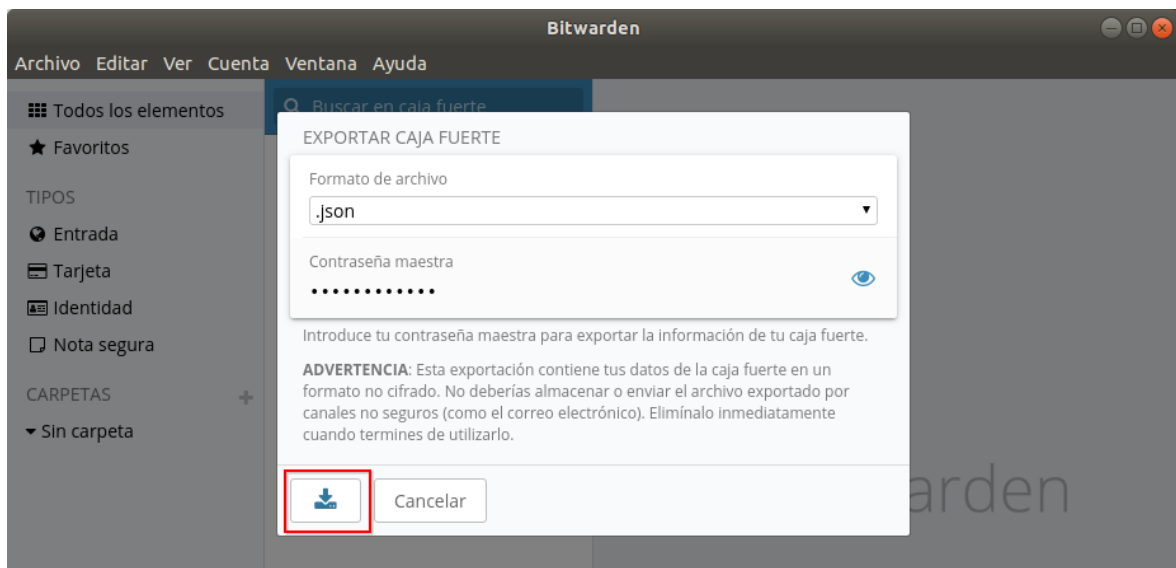 Bitwarden
Archivo Editar Ver Cuenta Ventana Ayuda
Todos los elementos
Buscar en caja fuerte
Favoritos
TIPOS
Entrada
Tarjeta
Identidad
Nota segura
CARPETAS
Sin carpeta
EXPORTAR CAJA FUERTE
Formato de archivo
.json
Contraseña maestra
••••••••••••
Introduce tu contraseña maestra para exportar la información de tu caja fuerte.
ADVERTENCIA: Esta exportación contiene tus datos de la caja fuerte en un
formato no cifrado. No deberías almacenar o enviar el archivo exportado por
canales no seguros (como el correo electrónico). Elimínalo inmediatamente
cuando termines de utilizarlo.
Cancelar
arden